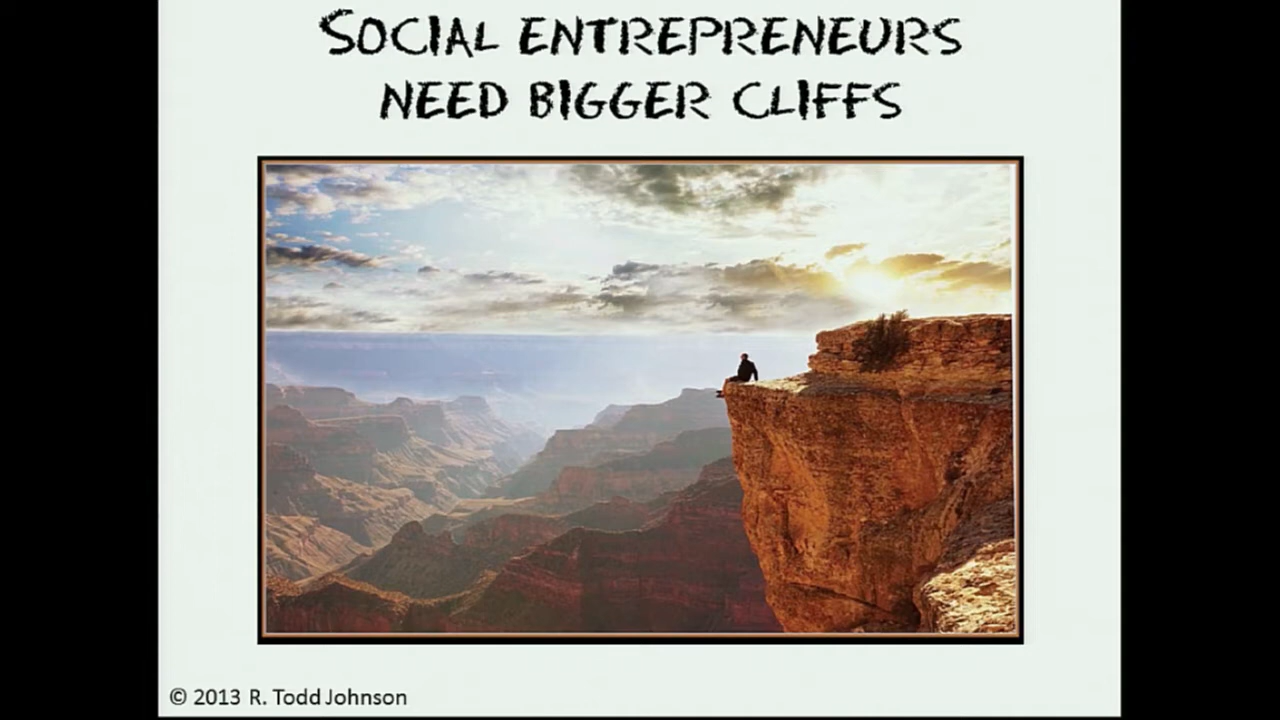 SOCIAL ENTREPRENEURS
NEED BIGGER CLIFFS
© 2013 R. Todd Johnson